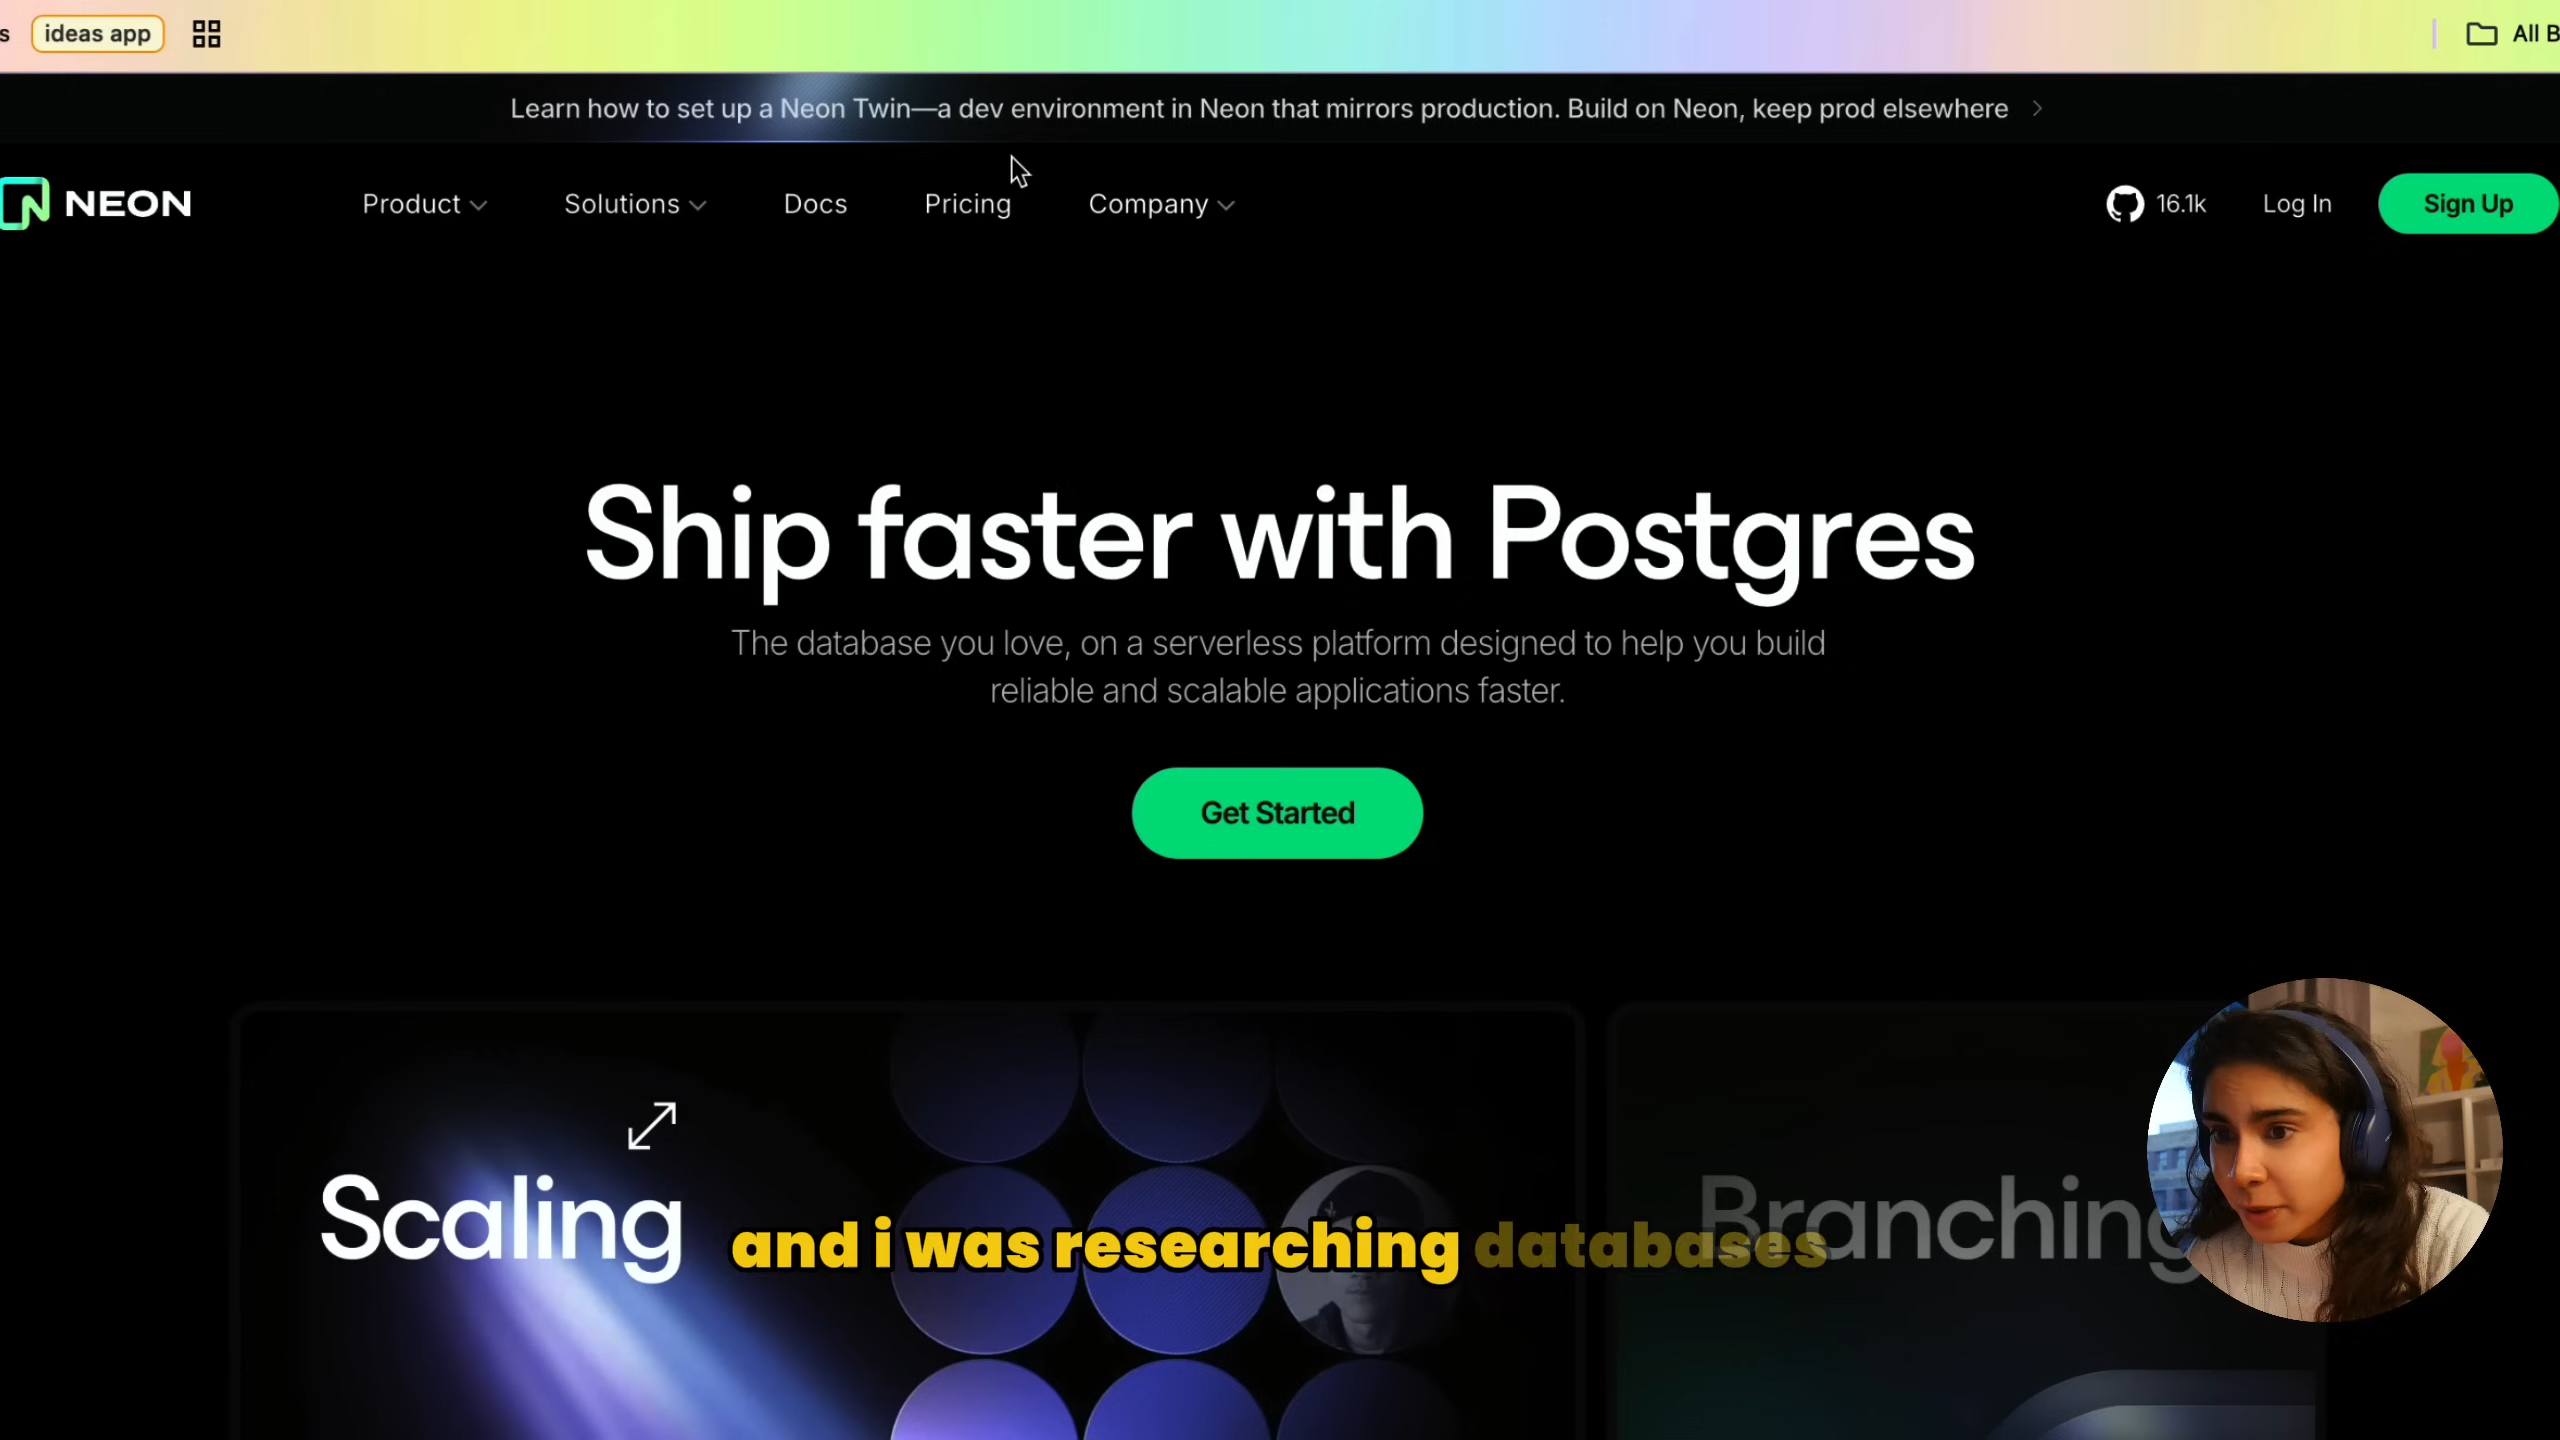 ideas app
All B
Learn how to set up a Neon Twin—a dev environment in Neon that mirrors production. Build on Neon, keep prod elsewhere
NEON
Product
Solutions
Docs
Pricing
Company
16.1k
Log In
Sign Up
Ship faster with Postgres
The database you love, on a serverless platform designed to help you build
reliable and scalable applications faster.
Get Started
Scaling
Branching
and i was researching databases